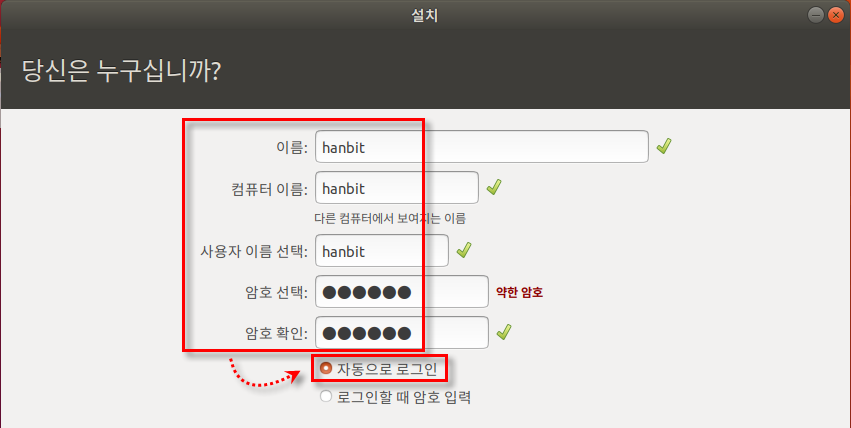 설치
당신은 누구십니까?
이름: hanbit
컴퓨터 이름: hanbit
다른 컴퓨터에서 보여지는 이름
사용자 이름 선택: hanbit
암호 선택: ●●●●●● 약한 암호
암호 확인: ●●●●●●
자동으로 로그인
로그인할 때 암호 입력